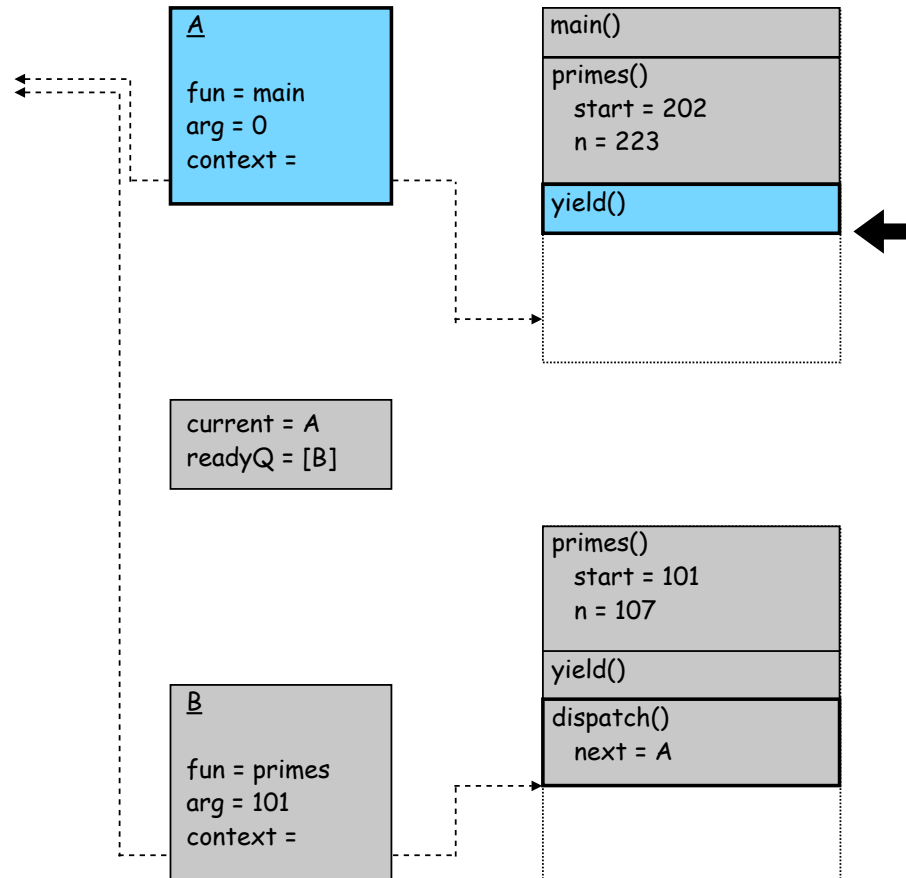 A
fun = main
arg = 0
context =
main()
primes()
start = 202
n = 223
yield()
current = A
readyQ = [B]
primes()
start = 101
n = 107
yield()
dispatch()
next = A
B
fun = primes
arg = 101
context =